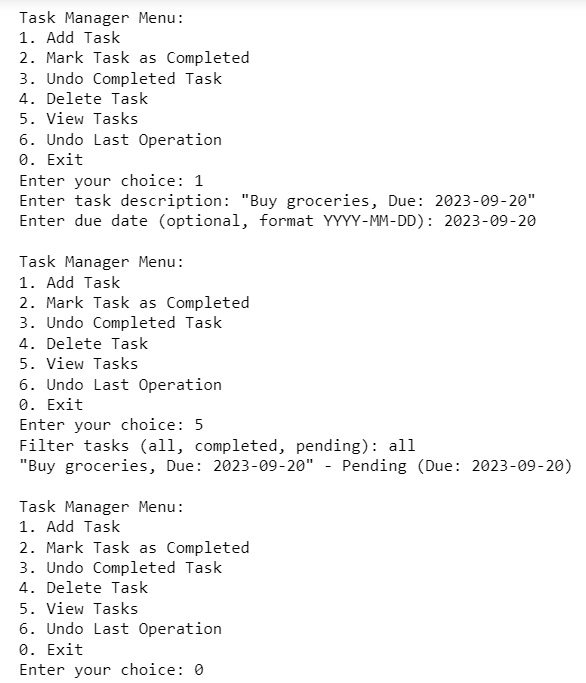 Task Manager Menu:
1. Add Task
2. Mark Task as Completed
3. Undo Completed Task
4. Delete Task
5. View Tasks
6. Undo Last Operation
0. Exit
Enter your choice: 1
Enter task description: "Buy groceries, Due: 2023-09-20"
Enter due date (optional, format YYYY-MM-DD): 2023-09-20
Task Manager Menu:
1. Add Task
2. Mark Task as Completed
3. Undo Completed Task
4. Delete Task
5. View Tasks
6. Undo Last Operation
0. Exit
Enter your choice: 5
Filter tasks (all, completed, pending): all
"Buy groceries, Due: 2023-09-20" - Pending (Due: 2023-09-20)
Task Manager Menu:
1. Add Task
2. Mark Task as Completed
3. Undo Completed Task
4. Delete Task
5. View Tasks
6. Undo Last Operation
0. Exit
Enter your choice: 0